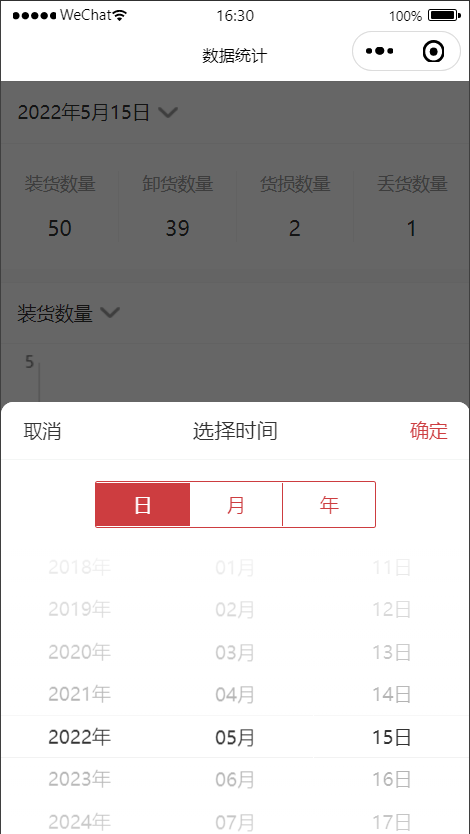 WeChat 16:30 100%
数据统计
2022年5月15日
装货数量 卸货数量 货损数量 丢货数量
50 39 2 1
装货数量
5
取消 选择时间 确定
日 月 年
2018年 01月 11日
2019年 02月 12日
2020年 03月 13日
2021年 04月 14日
2022年 05月 15日
2023年 06月 16日
2024年 07月 17日